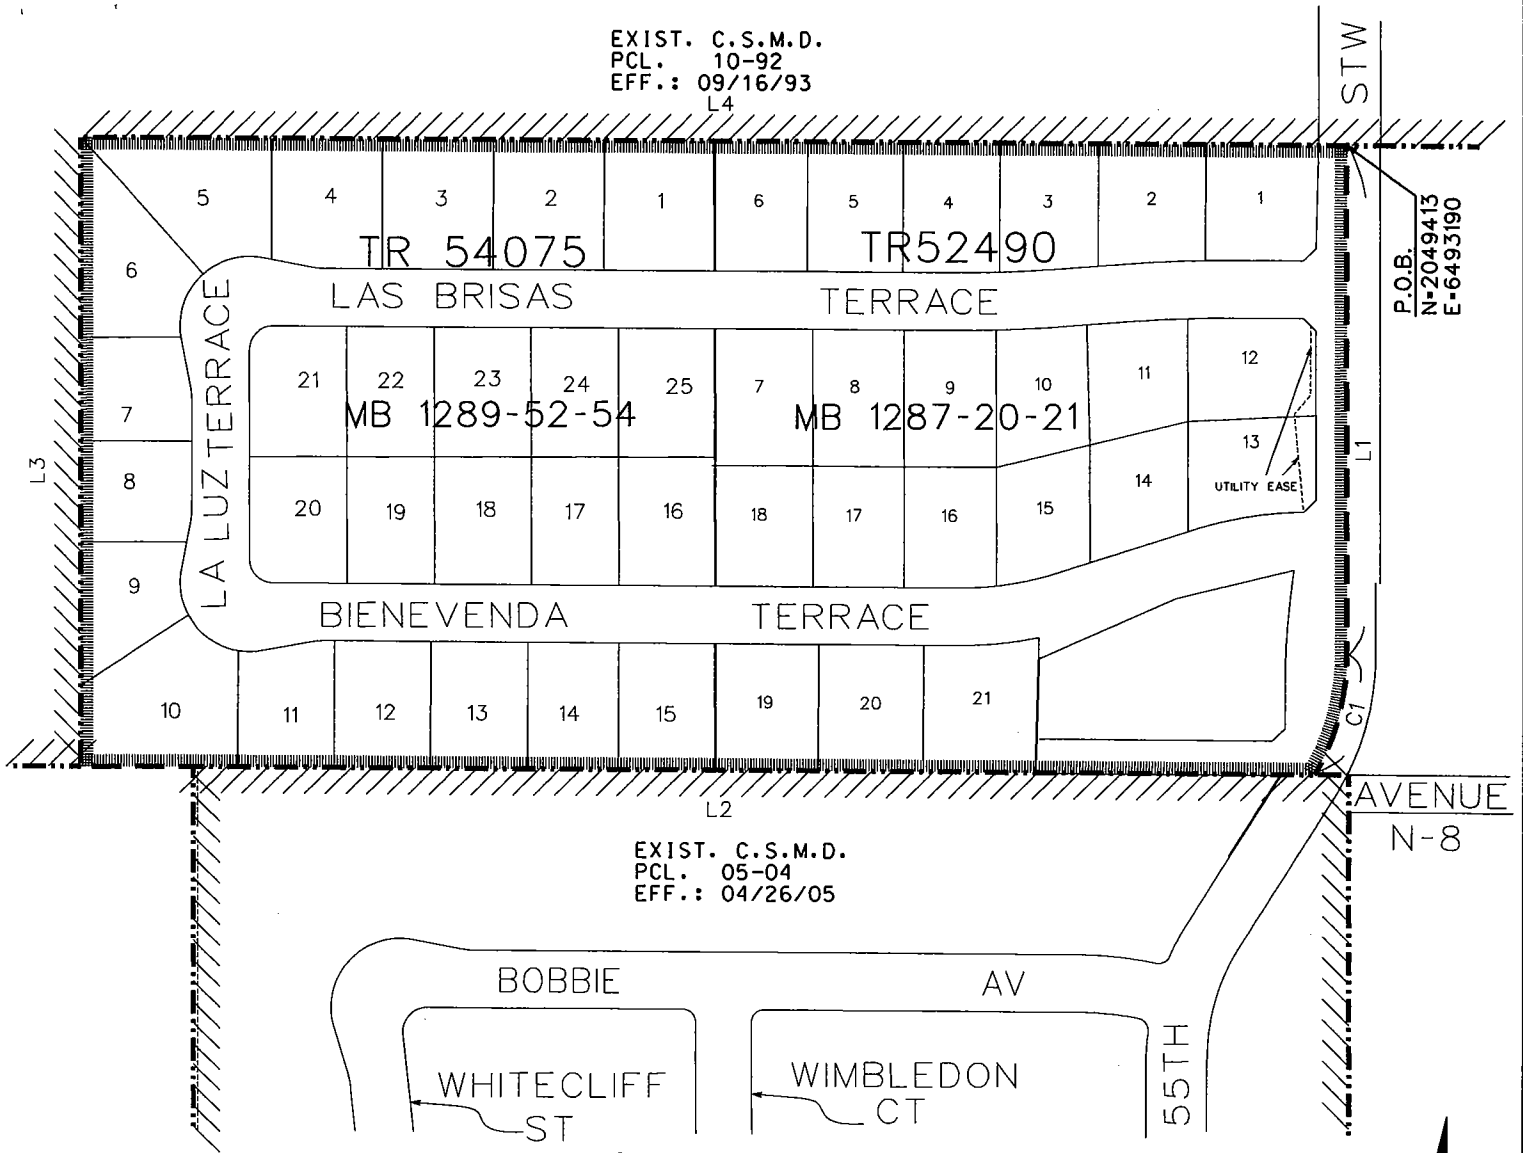 EXIST. C.S.M.D.
PCL. 10-92
EFF.: 09/16/93
L4
STW
P.O.B.
N=2049413
E=6493190
5
4
3
2
1
6
5
4
3
2
1
TR 54075
TR52490
6
LAS BRISAS TERRACE
LA LUZ TERRACE
21
22
23
24
25
7
8
9
10
11
12
MB 1289-52-54
MB 1287-20-21
7
13
L3
L1
8
UTILITY EASE
20
19
18
17
16
18
17
16
15
14
9
BIENEVENDA TERRACE
10
11
12
13
14
15
19
20
21
C1
L2
AVENUE
N-8
EXIST. C.S.M.D.
PCL. 05-04
EFF.: 04/26/05
BOBBIE AV
55TH
WHITECLIFF
ST
WIMBLEDON
CT